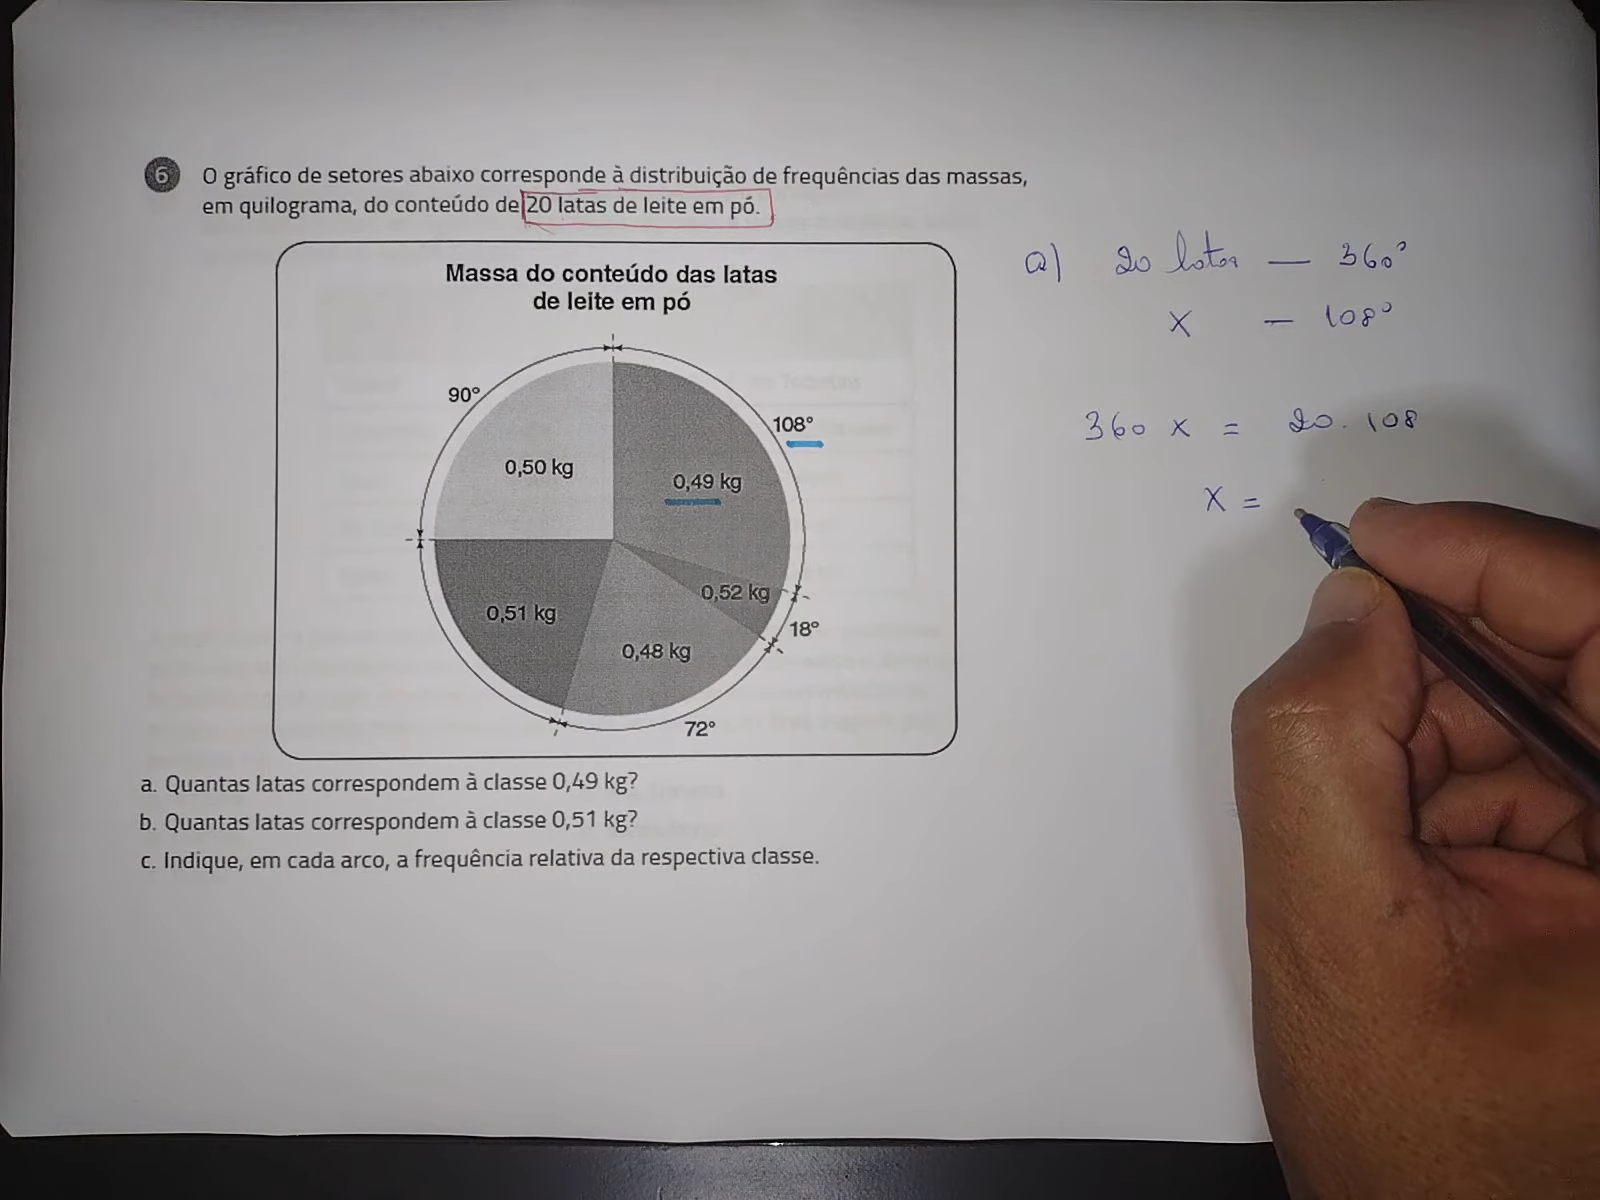 6 O gráfico de setores abaixo corresponde à distribuição de frequências das massas,
em quilograma, do conteúdo de 20 latas de leite em pó.
Massa do conteúdo das latas
de leite em pó
90°
108°
0,50 kg
0,49 kg
0,52 kg
0,51 kg
18°
0,48 kg
72°
a. Quantas latas correspondem à classe 0,49 kg?
b. Quantas latas correspondem à classe 0,51 kg?
c. Indique, em cada arco, a frequência relativa da respectiva classe.
a) 20 latas — 360°
x — 108°
360 x = 20 . 108
x =